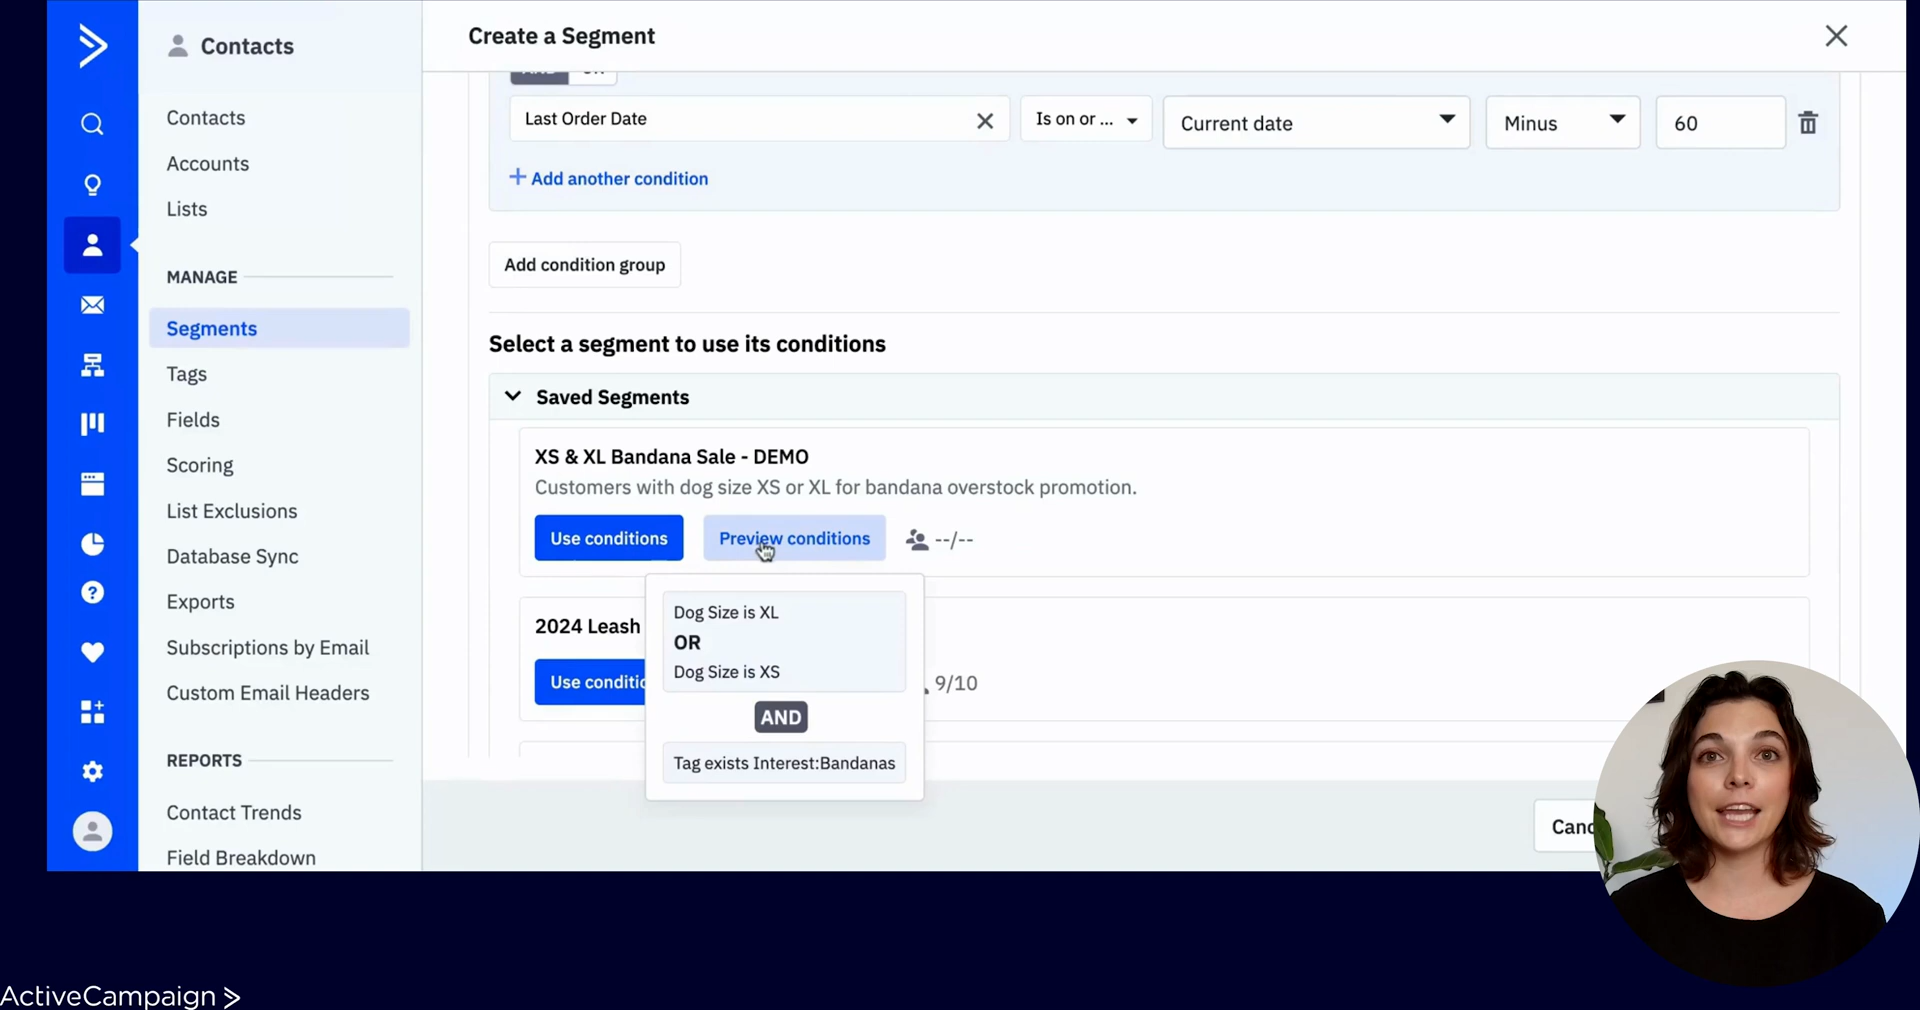 Contacts
Create a Segment
Contacts
Accounts
Lists
MANAGE
Segments
Tags
Fields
Scoring
List Exclusions
Database Sync
Exports
Subscriptions by Email
Custom Email Headers
REPORTS
Contact Trends
Field Breakdown
Last Order Date
Is on or ...
Current date
Minus
60
+ Add another condition
Add condition group
Select a segment to use its conditions
Saved Segments
XS & XL Bandana Sale - DEMO
Customers with dog size XS or XL for bandana overstock promotion.
Use conditions
Preview conditions
--/--
2024 Leash
Use conditic
9/10
Dog Size is XL
OR
Dog Size is XS
AND
Tag exists Interest:Bandanas
Canc
ActiveCampaign